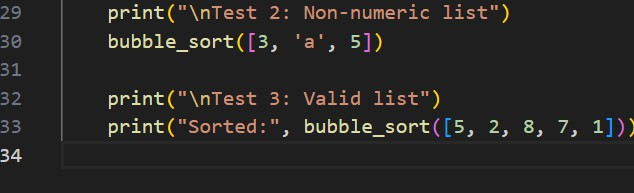 29 print("\nTest 2: Non-numeric list")
30 bubble_sort([3, 'a', 5])
31
32 print("\nTest 3: Valid list")
33 print("Sorted:", bubble_sort([5, 2, 8, 7, 1]))
34